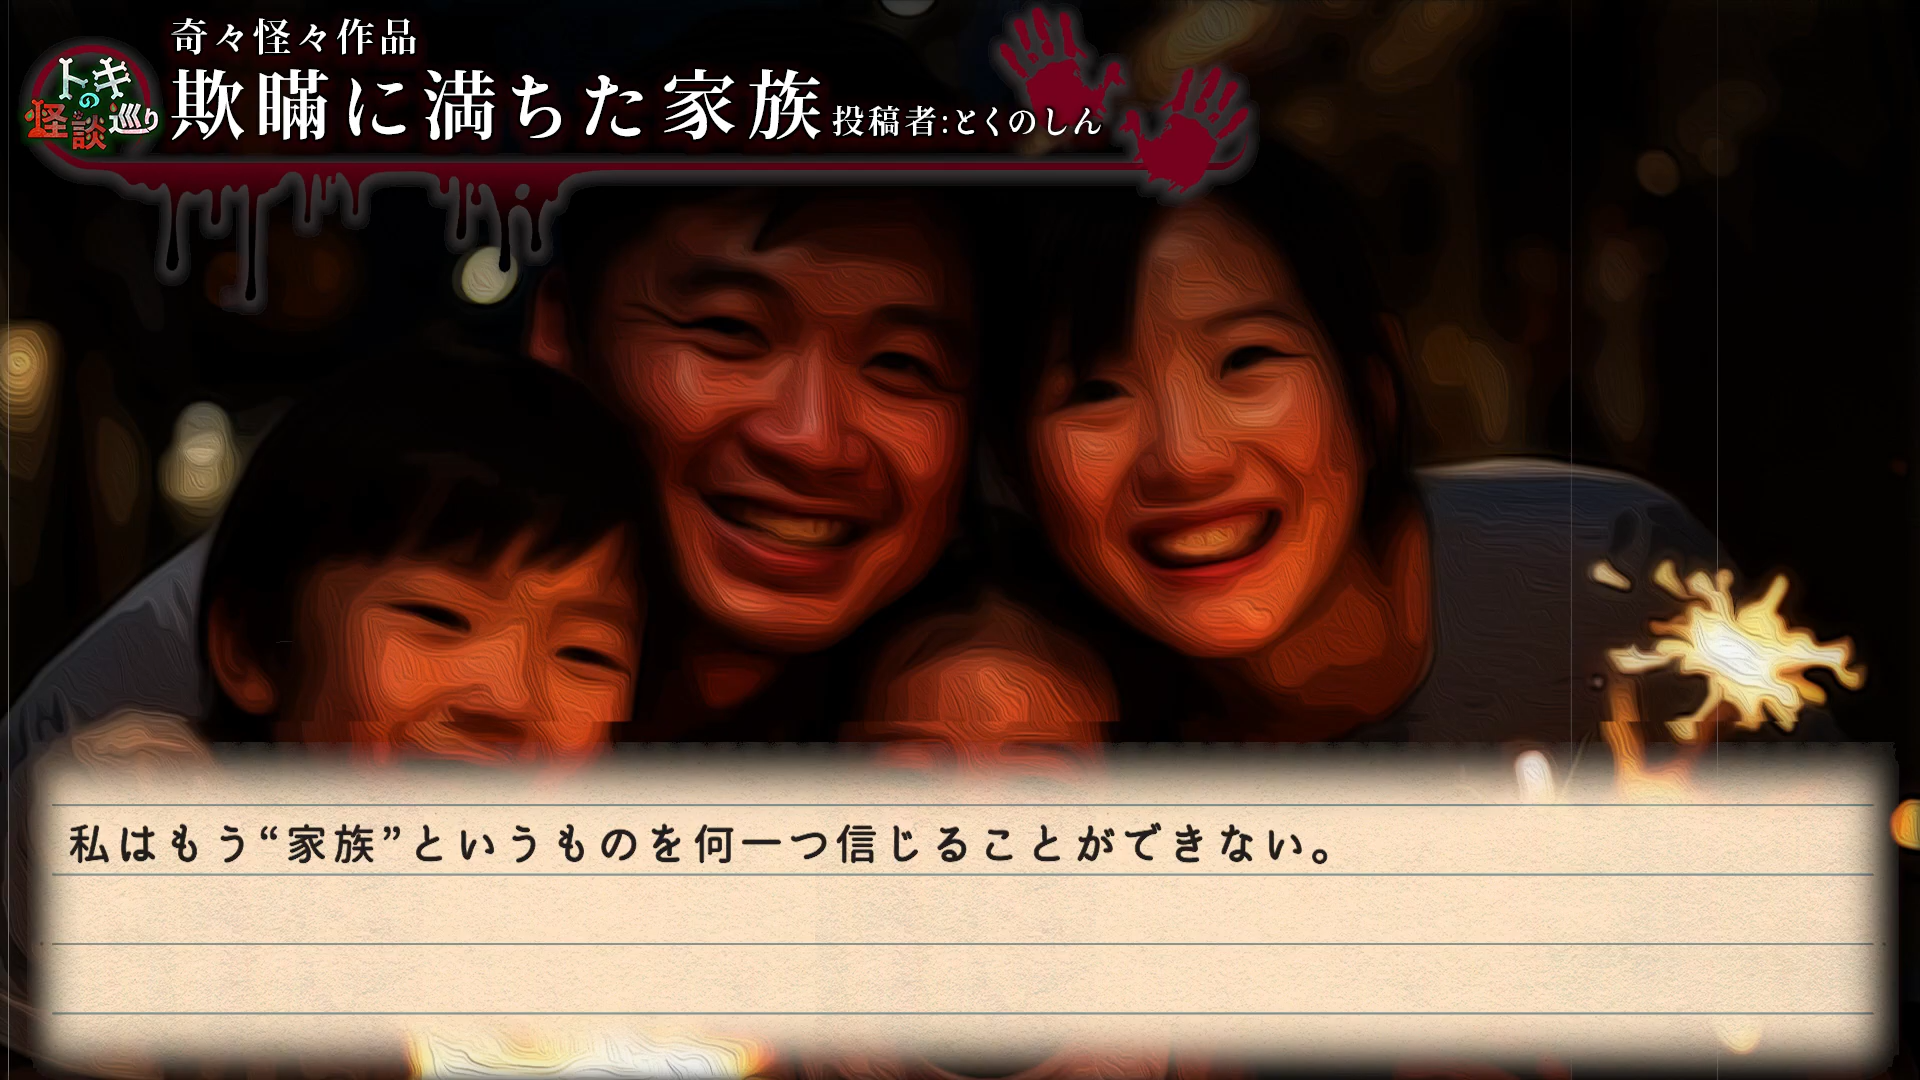 奇々怪々作品
トキの怪談巡り
欺瞞に満ちた家族 投稿者:とくのしん
私はもう“家族”というものを何一つ信じることができない。